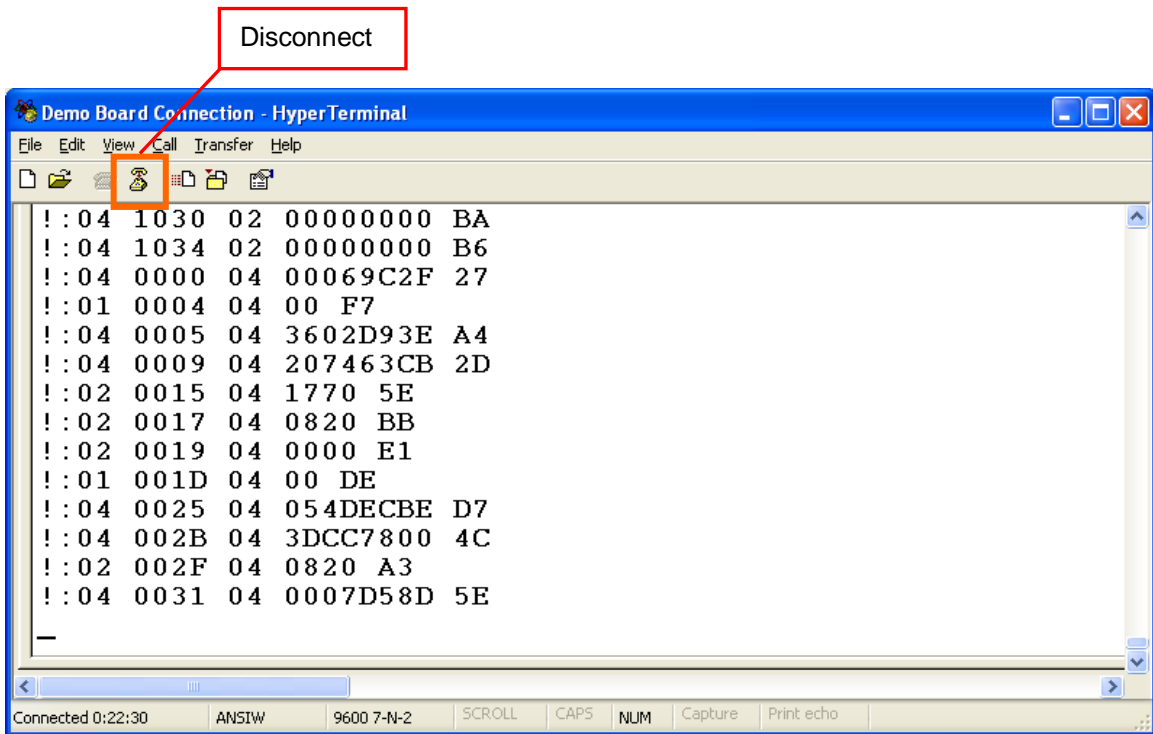 Disconnect
Demo Board Connection - HyperTerminal
File Edit View Call Transfer Help
!:04 1030 02 00000000 BA
!:04 1034 02 00000000 B6
!:04 0000 04 00069C2F 27
!:01 0004 04 00 F7
!:04 0005 04 3602D93E A4
!:04 0009 04 207463CB 2D
!:02 0015 04 1770 5E
!:02 0017 04 0820 BB
!:02 0019 04 0000 E1
!:01 001D 04 00 DE
!:04 0025 04 054DECBE D7
!:04 002B 04 3DCC7800 4C
!:02 002F 04 0820 A3
!:04 0031 04 0007D58D 5E
Connected 0:22:30 ANSIW 9600 7-N-2 SCROLL CAPS NUM Capture Print echo